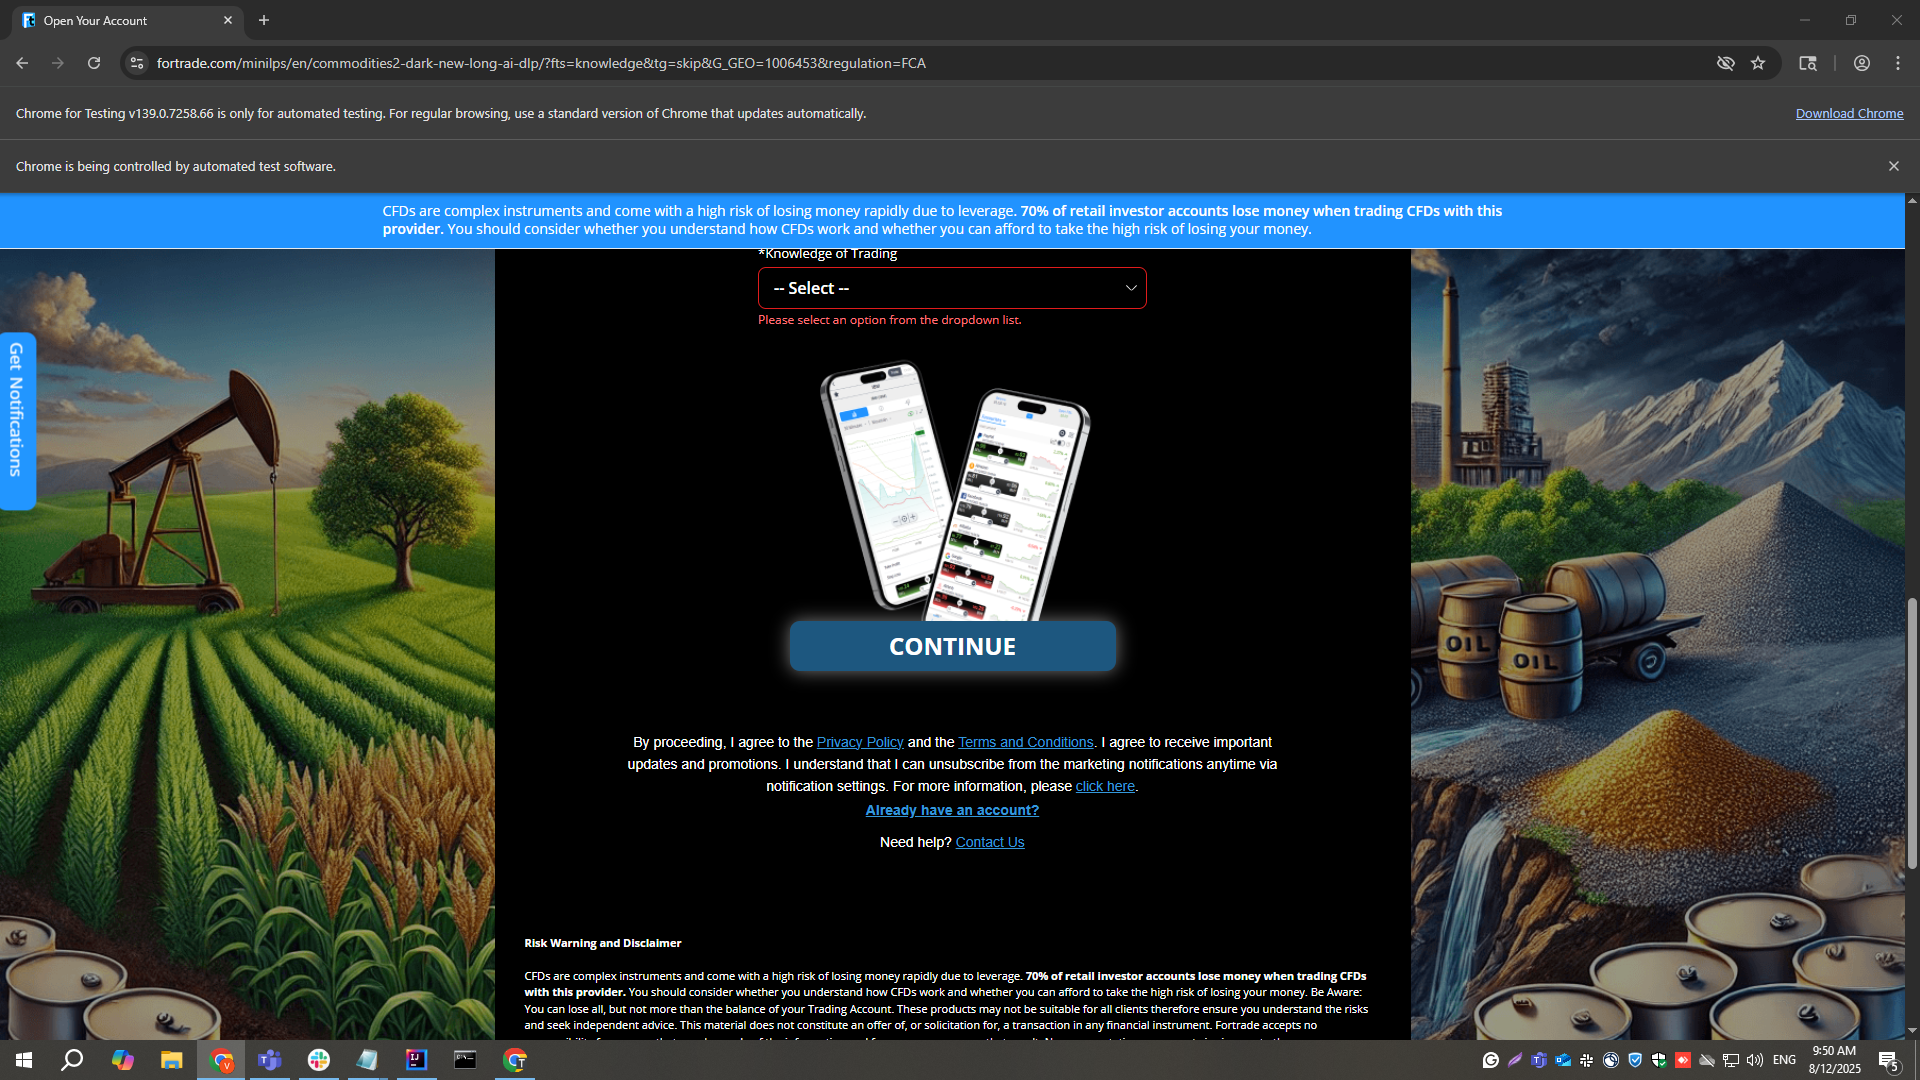 Open Your Account
fortrade.com/minilps/en/commodities2-dark-new-long-ai-dlp/?fts=knowledge&tg=skip&G_GEO=1006453&regulation=FCA
Chrome for Testing v139.0.7258.66 is only for automated testing. For regular browsing, use a standard version of Chrome that updates automatically.
Download Chrome
Chrome is being controlled by automated test software.
CFDs are complex instruments and come with a high risk of losing money rapidly due to leverage. 70% of retail investor accounts lose money when trading CFDs with this
provider. You should consider whether you understand how CFDs work and whether you can afford to take the high risk of losing your money.
*Knowledge of Trading
-- Select --
Please select an option from the dropdown list.
Get Notifications
OIL
OIL
CONTINUE
By proceeding, I agree to the Privacy Policy and the Terms and Conditions. I agree to receive important
updates and promotions. I understand that I can unsubscribe from the marketing notifications anytime via
notification settings. For more information, please click here.
Already have an account?
Need help? Contact Us
Risk Warning and Disclaimer
CFDs are complex instruments and come with a high risk of losing money rapidly due to leverage. 70% of retail investor accounts lose money when trading CFDs
with this provider. You should consider whether you understand how CFDs work and whether you can afford to take the high risk of losing your money. Be Aware:
You can lose all, but not more than the balance of your Trading Account. These products may not be suitable for all clients therefore ensure you understand the risks
and seek independent advice. This material does not constitute an offer of, or solicitation for, a transaction in any financial instrument. Fortrade accepts no
ENG
9:50 AM
8/12/2025
5